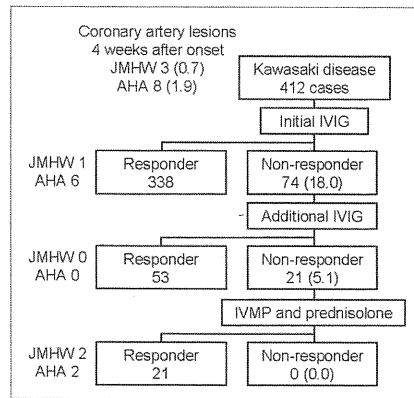 Coronary artery lesions
4 weeks after onset
JMHW 3 (0.7)
AHA 8 (1.9)
Kawasaki disease
412 cases
Initial IVIG
JMHW 1
AHA 6
Responder
338
Non-responder
74 (18.0)
Additional IVIG
JMHW 0
AHA 0
Responder
53
Non-responder
21 (5.1)
IVMP and prednisolone
JMHW 2
AHA 2
Responder
21
Non-responder
0 (0.0)